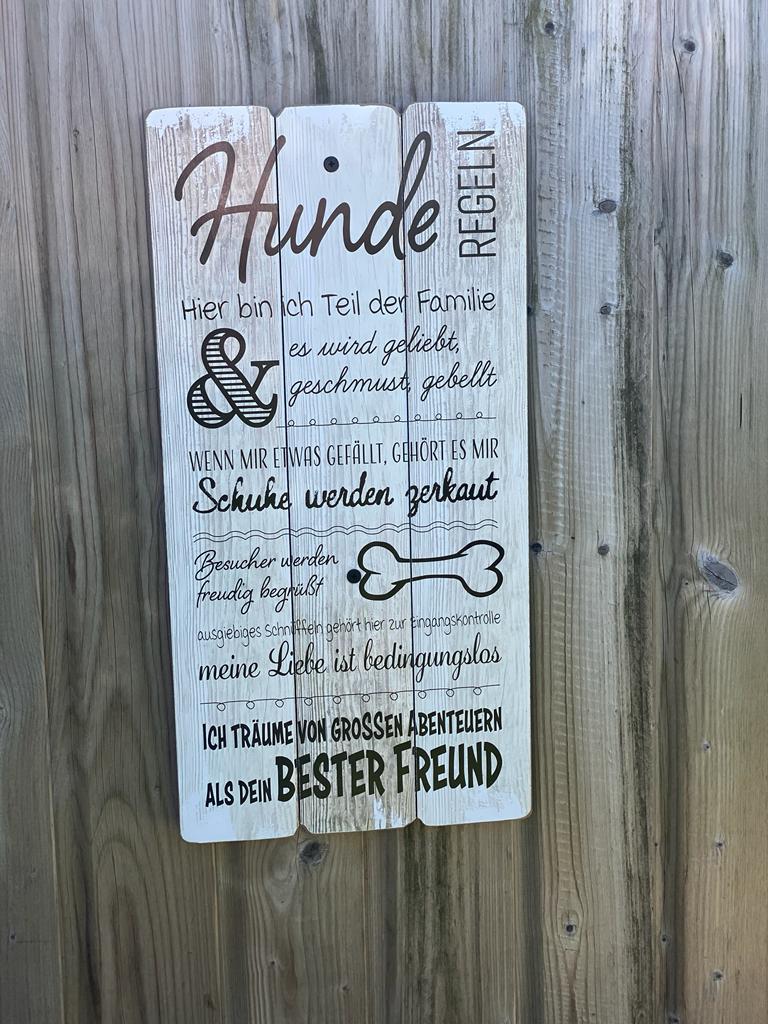 Hunde REGELN
Hier bin ich Teil der Familie
& es wird geliebt,
geschmust, gebellt
WENN MIR ETWAS GEFÄLLT, GEHÖRT ES MIR
Schuhe werden zerkaut
Besucher werden
freudig begrüßt
ausgiebiges Schnüffeln gehört hier zur Eingangskontrolle
meine Liebe ist bedingungslos
ICH TRÄUME VON GROSSEN ABENTEUERN
ALS DEIN BESTER FREUND